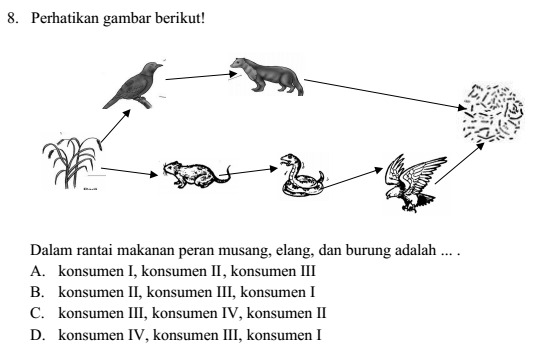 8. Perhatikan gambar berikut!
Dalam rantai makanan peran musang, elang, dan burung adalah ... .
A. konsumen I, konsumen II, konsumen III
B. konsumen II, konsumen III, konsumen I
C. konsumen III, konsumen IV, konsumen II
D. konsumen IV, konsumen III, konsumen I